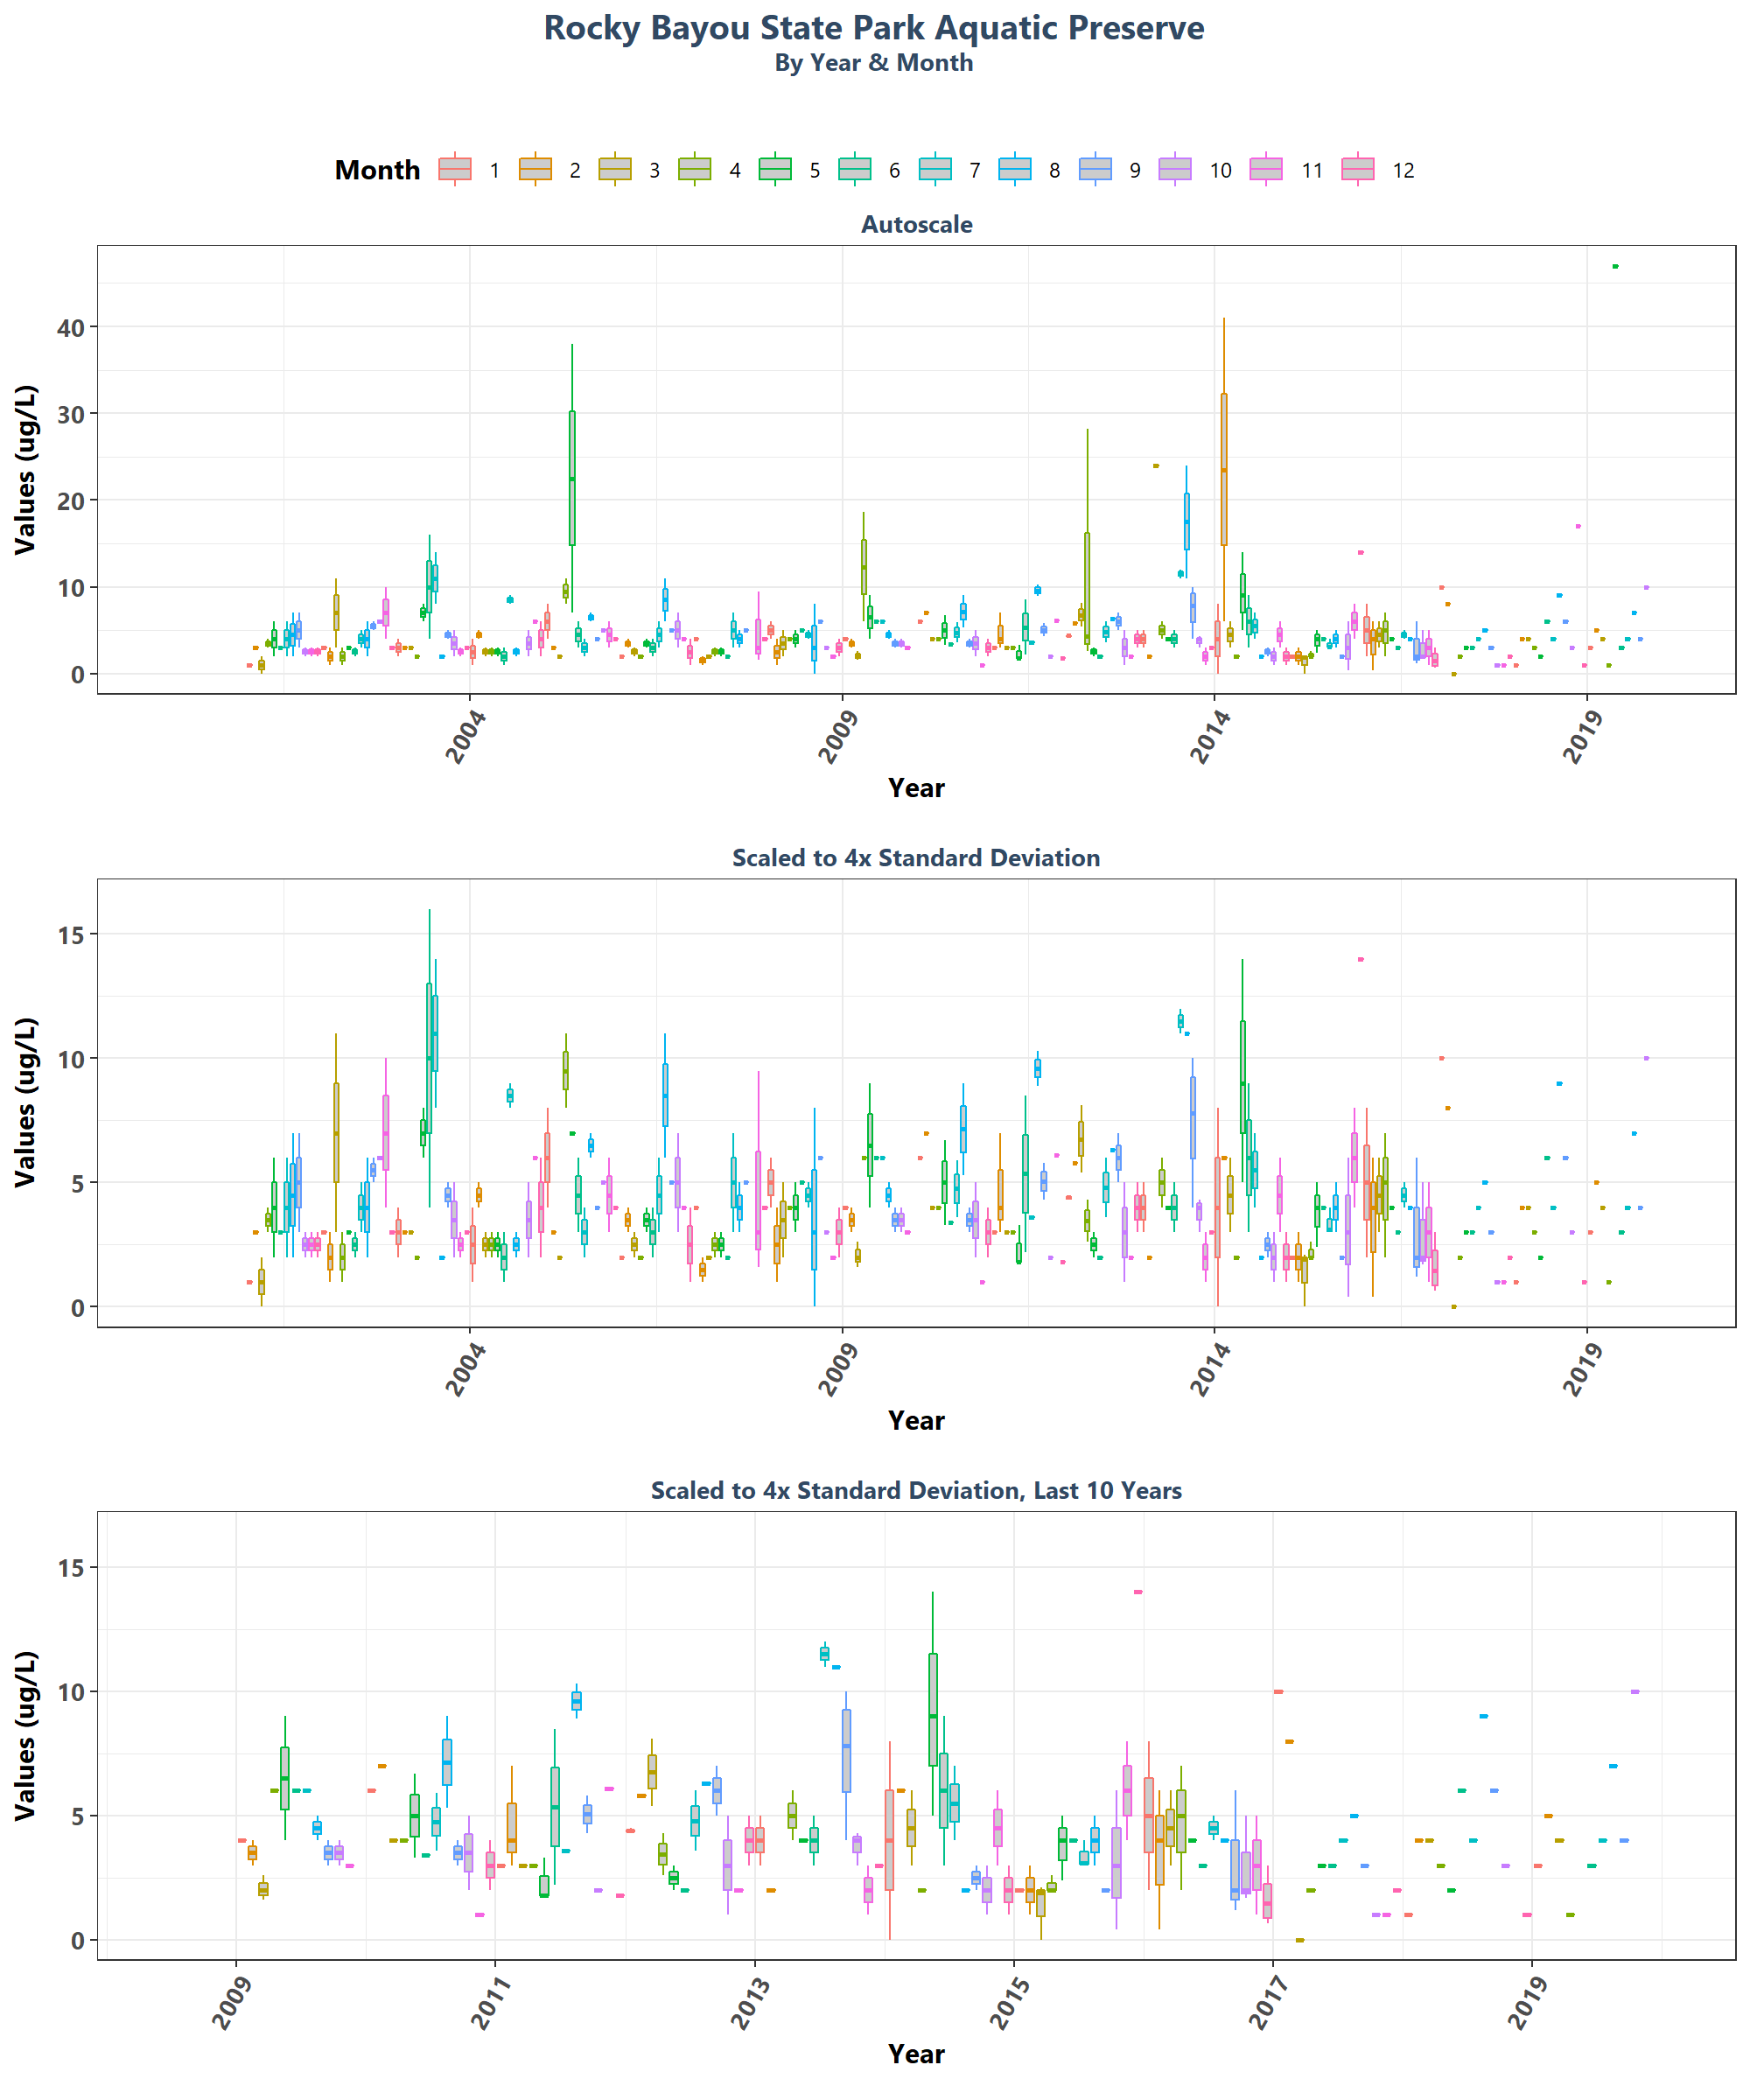 Rocky Bayou State Park Aquatic Preserve
By Year & Month
Month 1 2 3 4 5 6 7 8 9 10 11 12
Autoscale
Values (ug/L)
40
30
20
10
0
2004 2009 2014 2019
Year
Scaled to 4x Standard Deviation
Values (ug/L)
15
10
5
0
2004 2009 2014 2019
Year
Scaled to 4x Standard Deviation, Last 10 Years
Values (ug/L)
15
10
5
0
2009 2011 2013 2015 2017 2019
Year